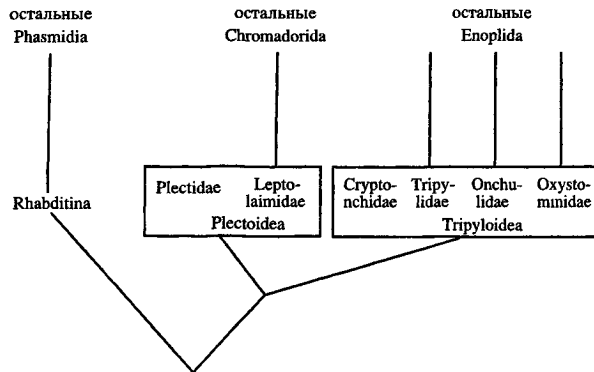 остальные
Phasmidia
остальные
Chromadorida
остальные
Enoplida
Rhabditina
Plectidae
Lepto-
laimidae
Plectoidea
Crypto-
nchidae
Tripy-
lidae
Onchu-
lidae
Oxysto-
minidae
Tripyloidea